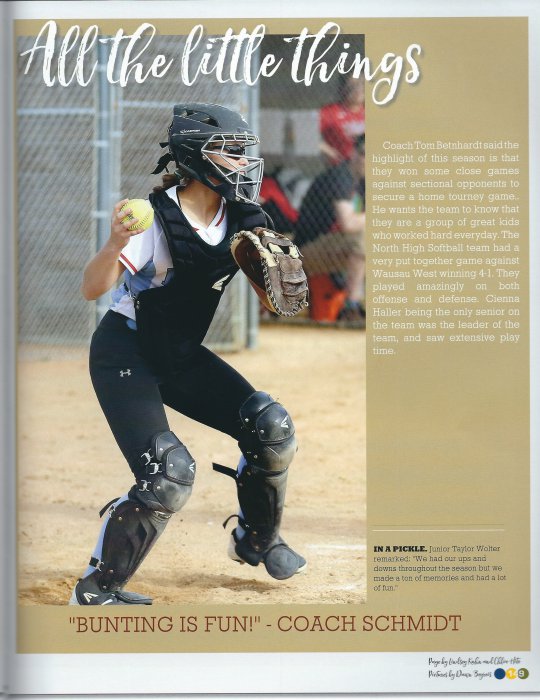 All the little things
Coach Tom Betnhardt said the
highlight of this season is that
they won some close games
against sectional opponents to
secure a home tourney game..
He wants the team to know that
they are a group of great kids
who worked hard everyday. The
North High Softball team had a
very put together game against
Wausau West winning 4-1. They
played amazingly on both
offense and defense. Cienna
Haller being the only senior on
the team was the leader of the
team, and saw extensive play
time.
IN A PICKLE. Junior Taylor Wolter
remarked: "We had our ups and
downs throughout the season but we
made a ton of memories and had a lot
of fun."
"BUNTING IS FUN!" - COACH SCHMIDT
Page by Lindsey and Chloe
Pictures by